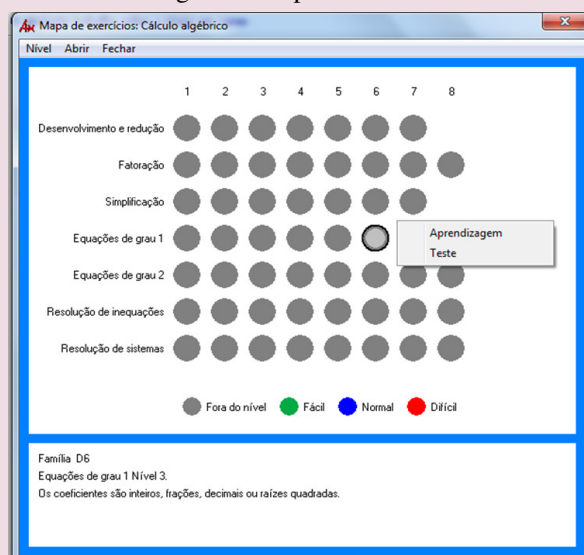 Mapa de exercícios: Cálculo algébrico
Nível Abrir Fechar
1 2 3 4 5 6 7 8
Desenvolvimento e redução
Fatoração
Simplificação
Equações de grau 1
Aprendizagem
Teste
Equações de grau 2
Resolução de inequações
Resolução de sistemas
Fora do nível Fácil Normal Difícil
Família D6
Equações de grau 1 Nível 3.
Os coeficientes são inteiros, frações, decimais ou raízes quadradas.